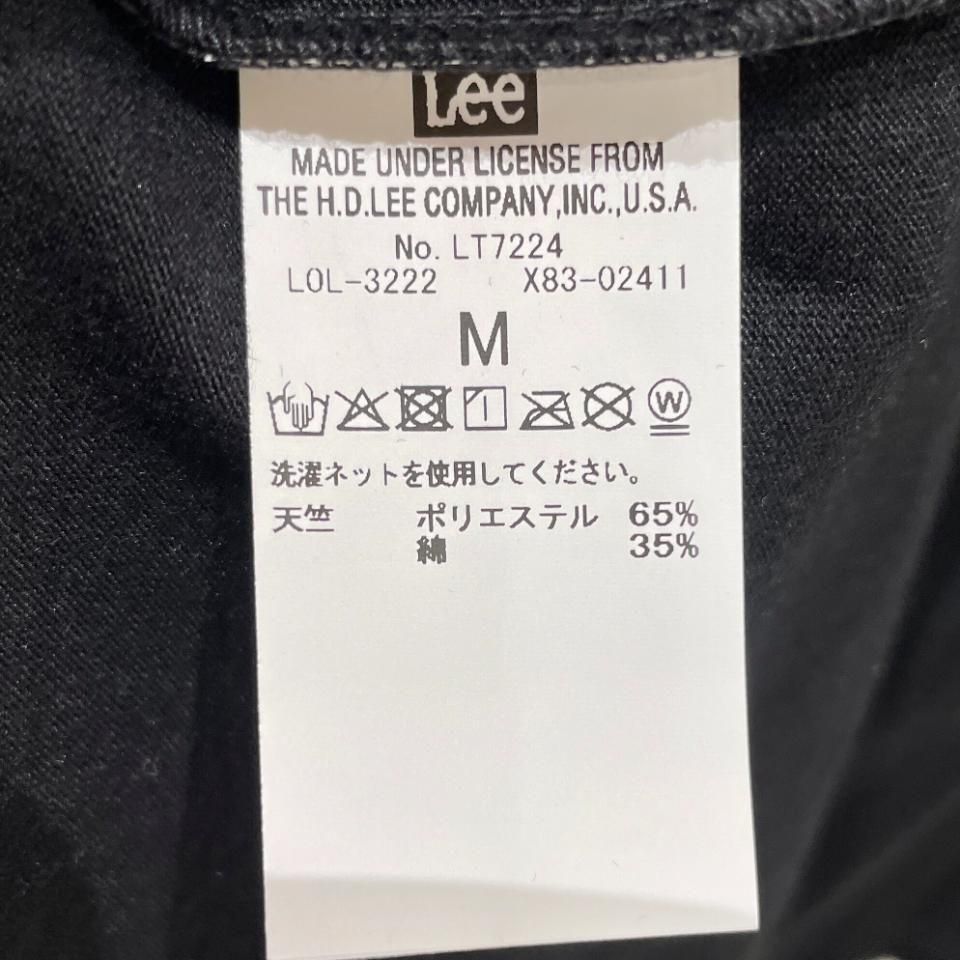 Lee
MADE UNDER LICENSE FROM
THE H.D.LEE COMPANY,INC.,U.S.A.
No. LT7224
LOL-3222 X83-02411
M
W
洗濯ネットを使用してください。
天竺 ポリエステル 65%
綿 35%